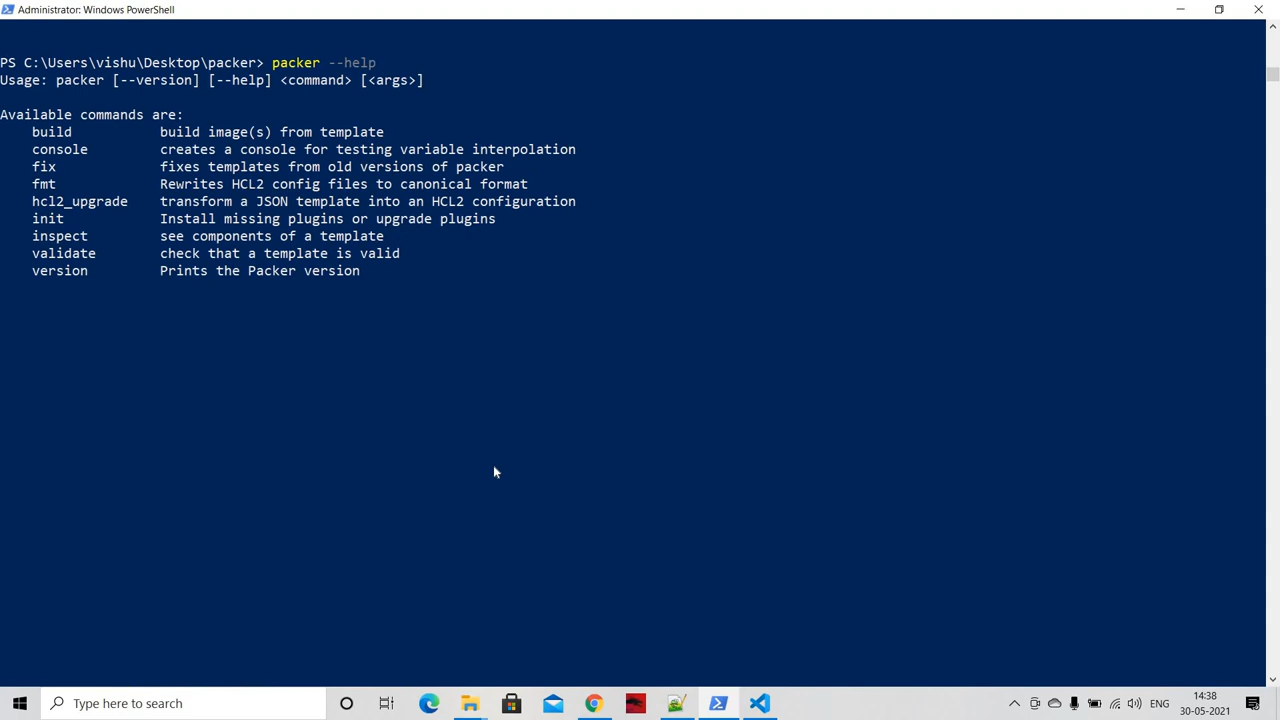 Administrator: Windows PowerShell
PS C:\Users\vishu\Desktop\packer> packer --help
Usage: packer [--version] [--help] <command> [<args>]
Available commands are:
build build image(s) from template
console creates a console for testing variable interpolation
fix fixes templates from old versions of packer
fmt Rewrites HCL2 config files to canonical format
hcl2_upgrade transform a JSON template into an HCL2 configuration
init Install missing plugins or upgrade plugins
inspect see components of a template
validate check that a template is valid
version Prints the Packer version
Type here to search
ENG
14:38
30-05-2021